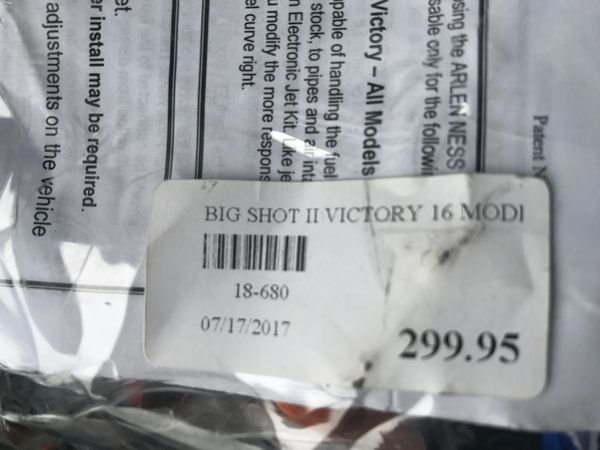 BIG SHOT II VICTORY 16 MODI
18-680
07/17/2017
299.95
Patent N
sing the ARLEN NESS
sable only for the followi
Victory – All Models
pable of handling the fuel
stock, to pipes and air inta
n Electronic Jet Kit. Like je
u modify the more respons
el curve right.
et.
er install may be required.
adjustments on the vehicle